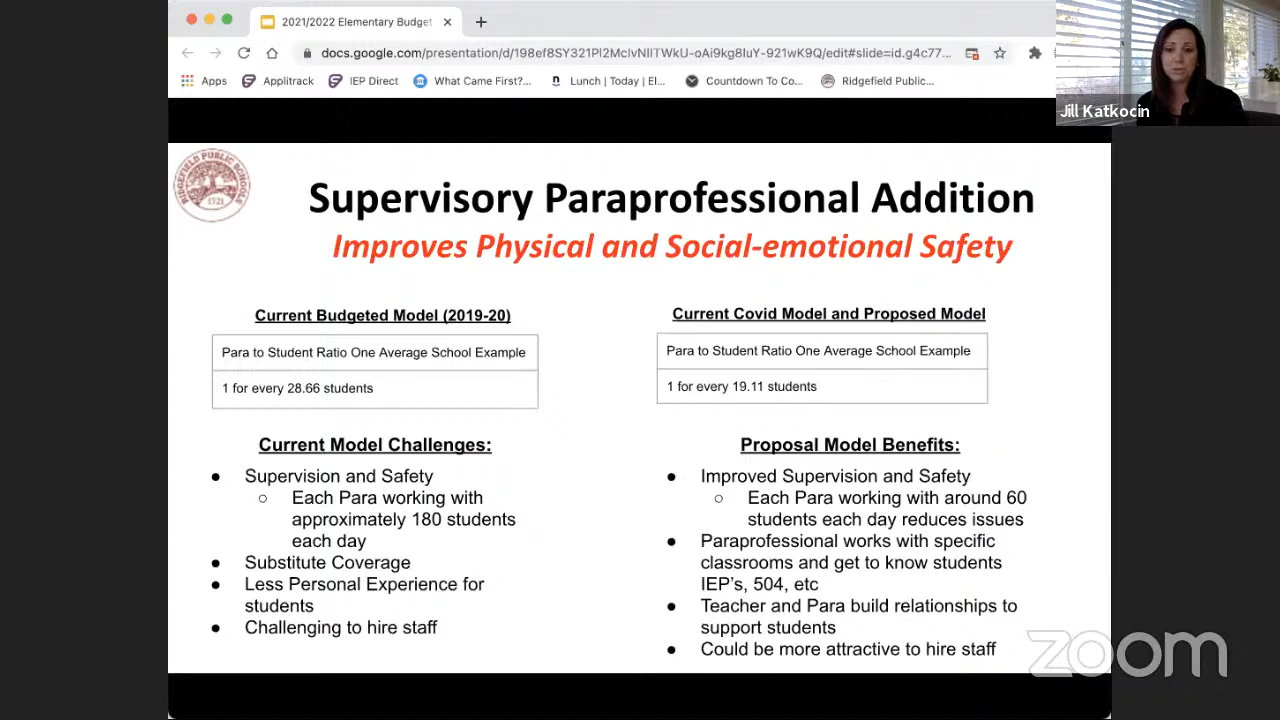 2021/2022 Elementary Budget
docs.google.com/presentation/d/198ef8SY321Pl2MclvNIlTWkU-oAi9kg8luY-921wK9Q/edit#slide=id.g4c77...
Apps
Applitrack
IEP Direct
What Came First?...
Lunch | Today | El...
Countdown To Co...
Ridgefield Public...
Jill Katkocin
RIDGEFIELD PUBLIC SCHOOLS
1721
Supervisory Paraprofessional Addition
Improves Physical and Social-emotional Safety
Current Budgeted Model (2019-20)
Para to Student Ratio One Average School Example
1 for every 28.66 students
Current Model Challenges:
● Supervision and Safety
○ Each Para working with
approximately 180 students
each day
● Substitute Coverage
● Less Personal Experience for
students
● Challenging to hire staff
Current Covid Model and Proposed Model
Para to Student Ratio One Average School Example
1 for every 19.11 students
Proposal Model Benefits:
● Improved Supervision and Safety
○ Each Para working with around 60
students each day reduces issues
● Paraprofessional works with specific
classrooms and get to know students
IEP's, 504, etc
● Teacher and Para build relationships to
support students
● Could be more attractive to hire staff
zoom